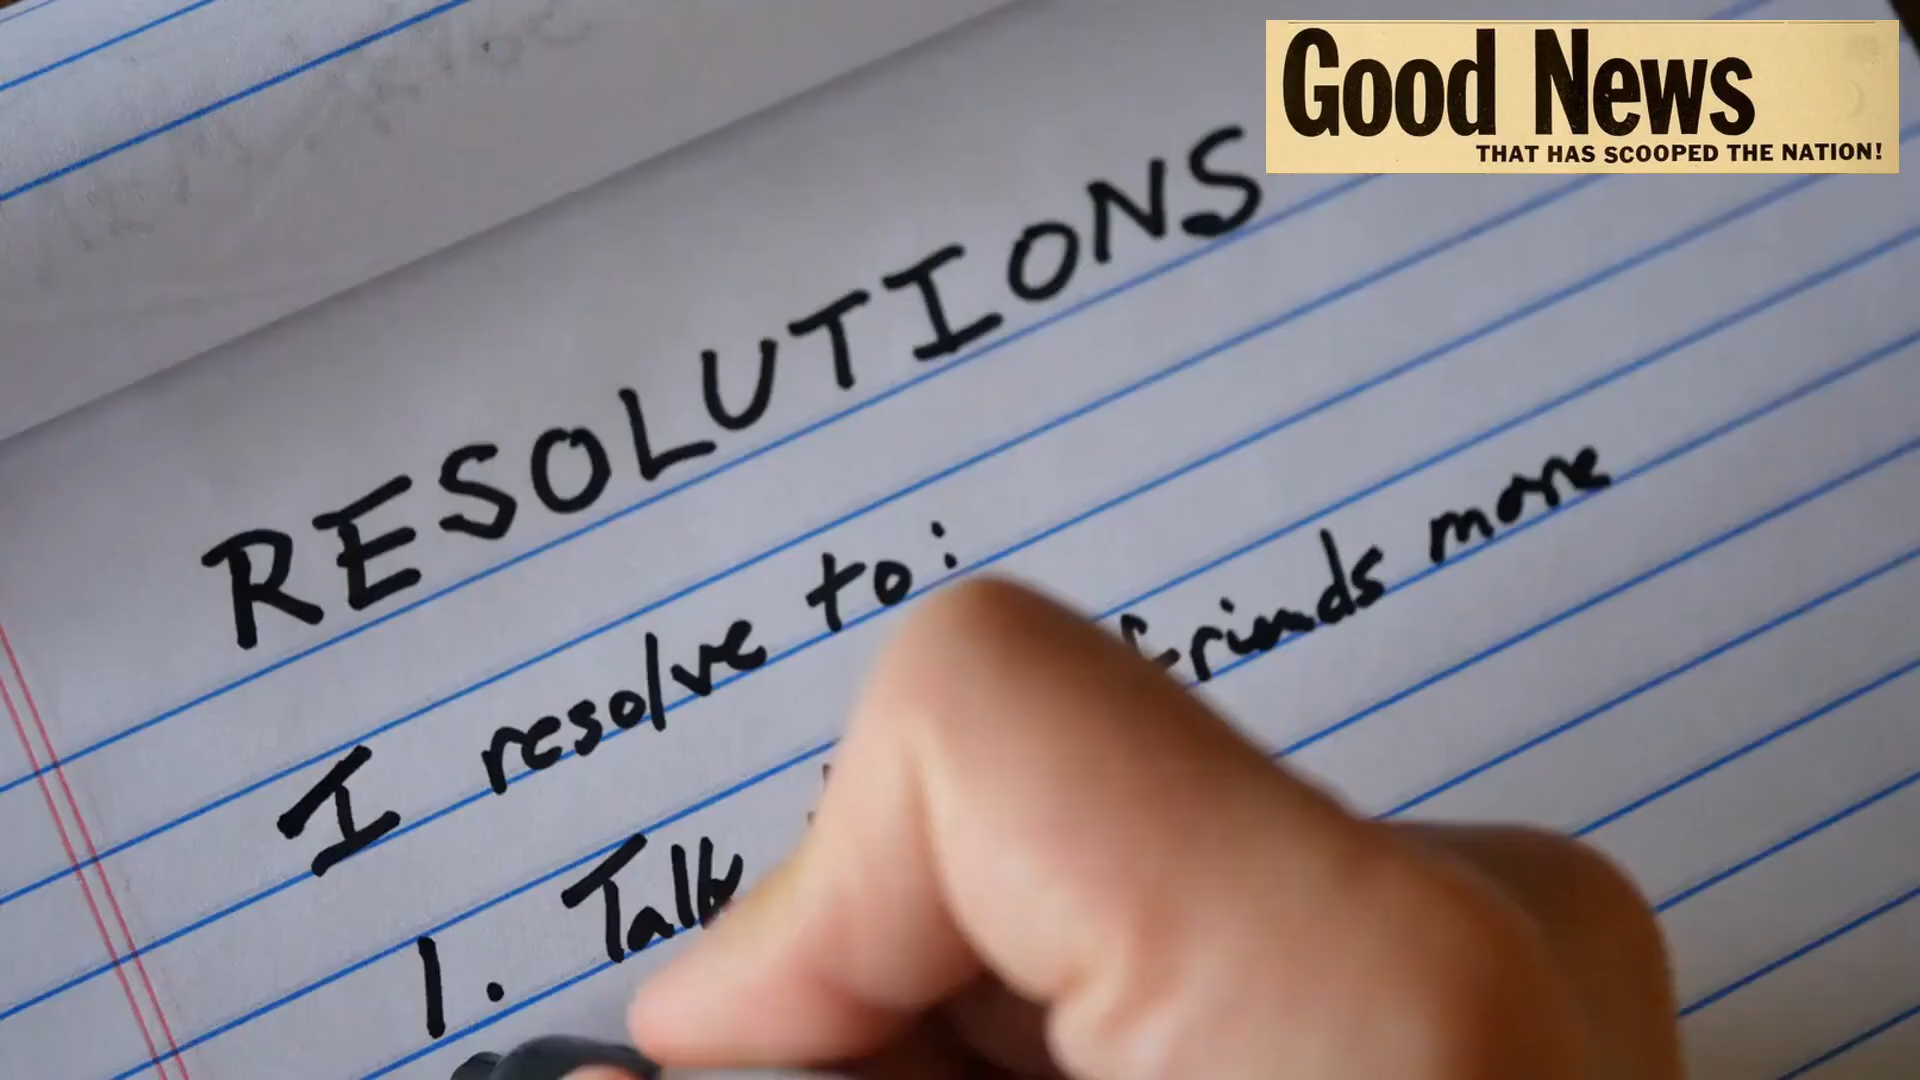 Good News
THAT HAS SCOOPED THE NATION!
RESOLUTIONS
I resolve to:
1. Talk friends more